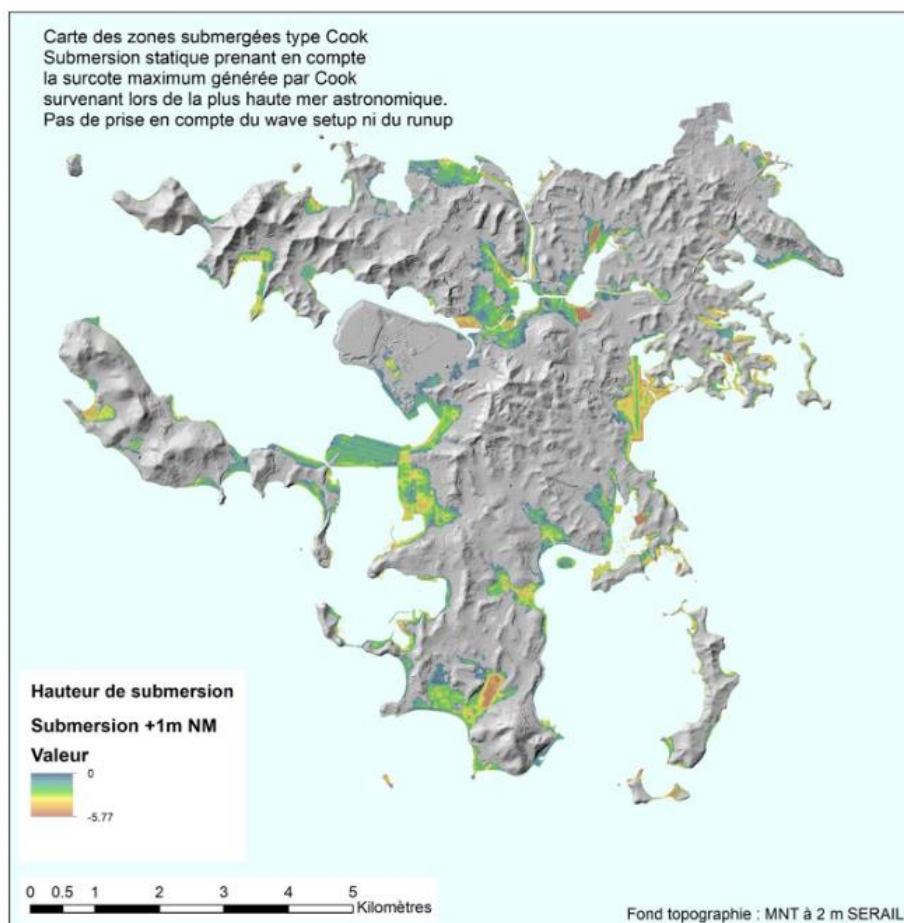 Carte des zones submergées type Cook
Submersion statique prenant en compte
la surcote maximum générée par Cook
survenant lors de la plus haute mer astronomique.
Pas de prise en compte du wave setup ni du runup
Hauteur de submersion
Submersion +1m NM
Valeur
0
-5.77
0 0.5 1 2 3 4 5
Kilomètres
Fond topographie : MNT à 2 m SERAIL